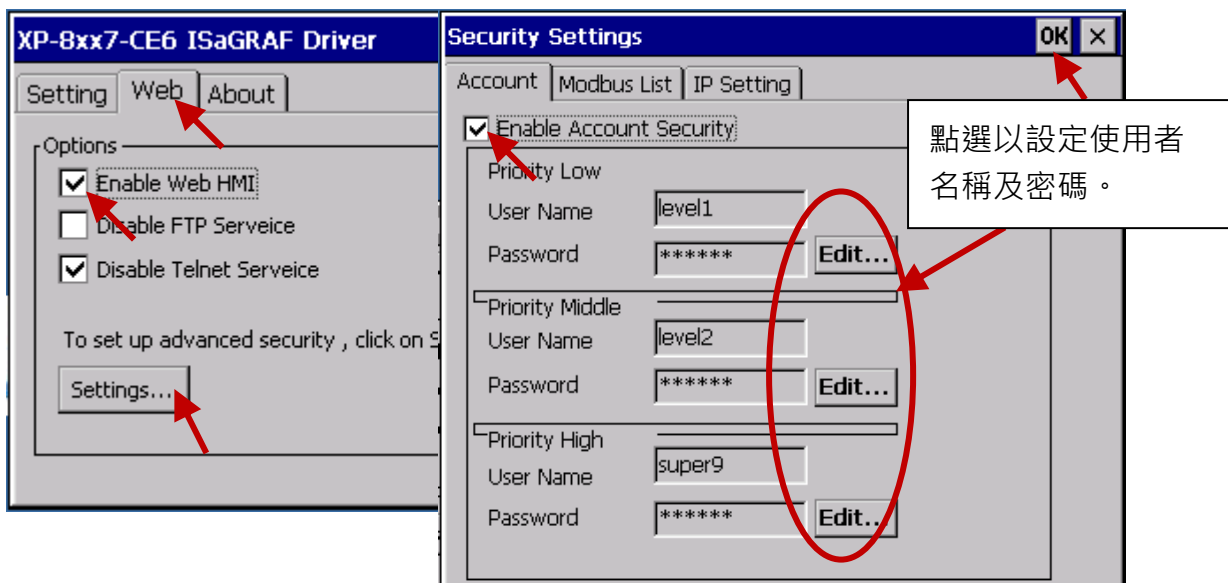 XP-8xx7-CE6 ISaGRAF Driver
Setting
Web
About
Options
Enable Web HMI
Disable FTP Serveice
Disable Telnet Serveice
To set up advanced security , click on S
Settings...
Security Settings
OK
×
Account
Modbus List
IP Setting
Enable Account Security
Priority Low
User Name
level1
Password
******
Edit...
Priority Middle
User Name
level2
Password
******
Edit...
Priority High
User Name
super9
Password
******
Edit...
點選以設定使用者
名稱及密碼。